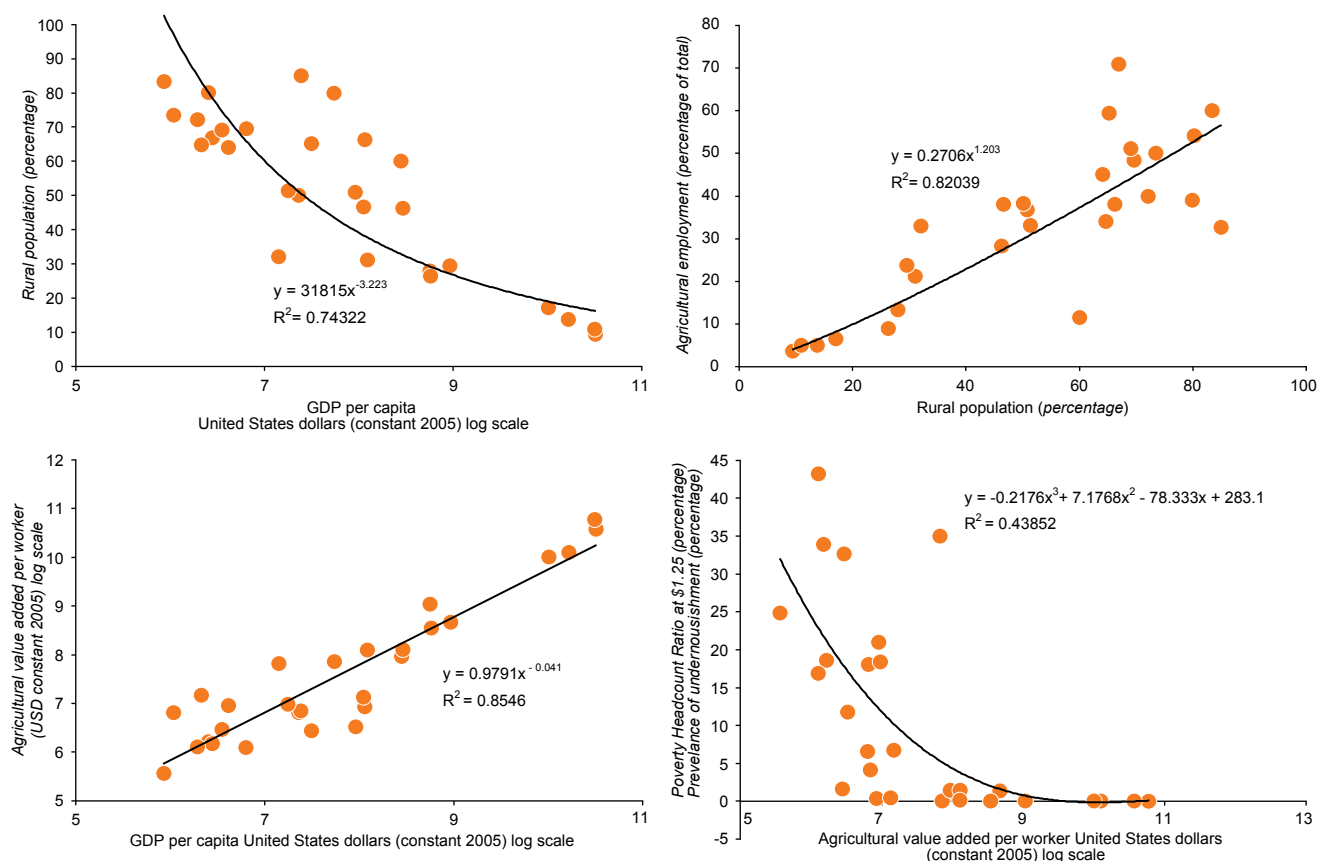 100
90
80
70
60
50
40
30
20
10
0
Rural population (percentage)
y = 31815x^-3.223
R² = 0.74322
5
7
9
11
GDP per capita
United States dollars (constant 2005) log scale
80
70
60
50
40
30
20
10
0
Agricultural employment (percentage of total)
y = 0.2706x^1.203
R² = 0.82039
0
20
40
60
80
100
Rural population (percentage)
12
11
10
9
8
7
6
5
Agricultural value added per worker
(USD constant 2005) log scale
y = 0.9791x^-0.041
R² = 0.8546
5
7
9
11
GDP per capita United States dollars (constant 2005) log scale
45
40
35
30
25
20
15
10
5
0
-5
Poverty Headcount Ratio at $1.25 (percentage)
Prevelance of undernouishment (percentage)
y = -0.2176x³ + 7.1768x² - 78.333x + 283.1
R² = 0.43852
5
7
9
11
13
Agricultural value added per worker United States dollars
(constant 2005) log scale